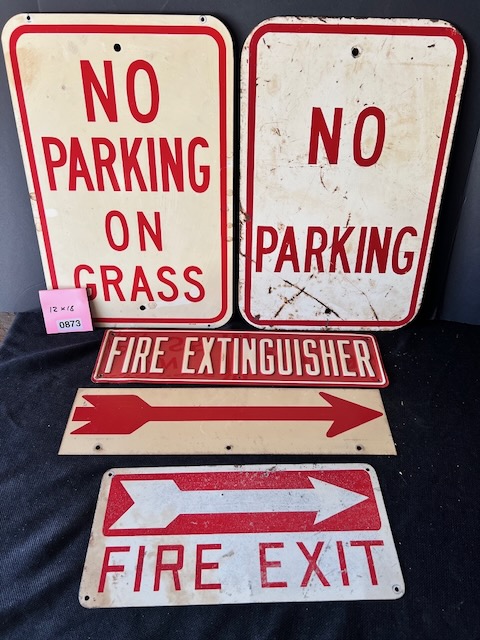 NO
PARKING
ON
GRASS
NO
PARKING
12 x 18
0873
FIRE EXTINGUISHER
FIRE EXIT